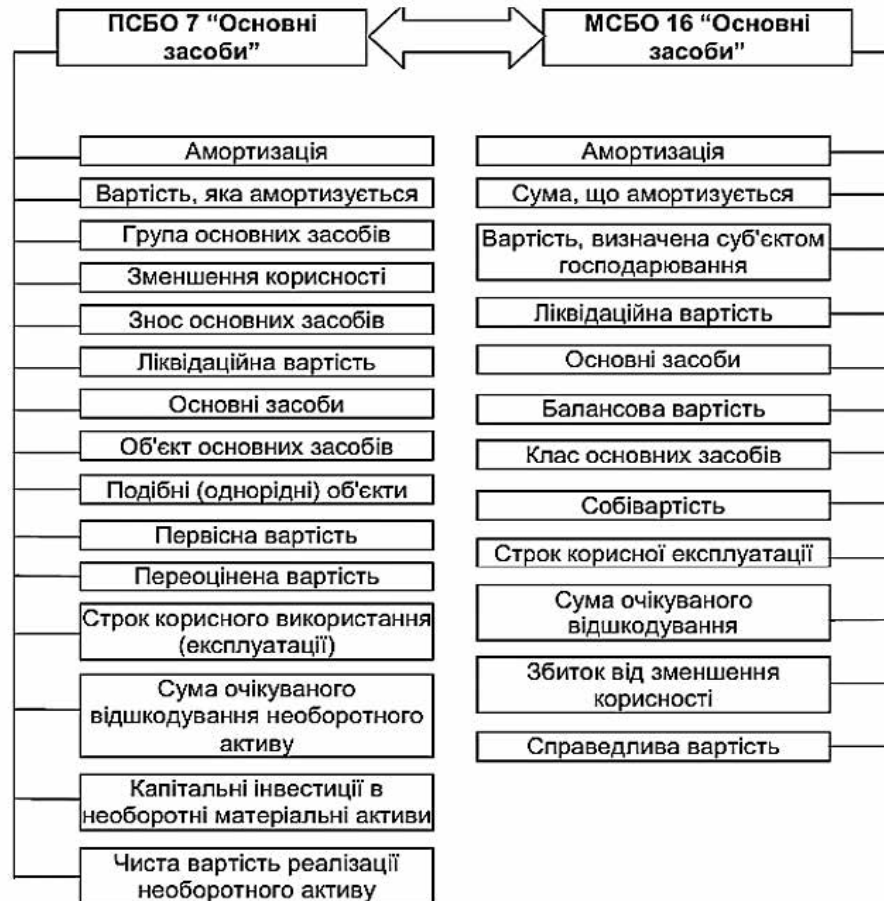 ПСБО 7 “Основні
засоби”
МСБО 16 “Основні
засоби”
Амортизація
Вартість, яка амортизується
Група основних засобів
Зменшення корисності
Знос основних засобів
Ліквідаційна вартість
Основні засоби
Об'єкт основних засобів
Подібні (однорідні) об'єкти
Первісна вартість
Переоцінена вартість
Строк корисного використання
(експлуатації)
Сума очікуваного
відшкодування необоротного
активу
Капітальні інвестиції в
необоротні матеріальні активи
Чиста вартість реалізації
необоротного активу
Амортизація
Сума, що амортизується
Вартість, визначена суб'єктом
господарювання
Ліквідаційна вартість
Основні засоби
Балансова вартість
Клас основних засобів
Собівартість
Строк корисної експлуатації
Сума очікуваного
відшкодування
Збиток від зменшення
корисності
Справедлива вартість